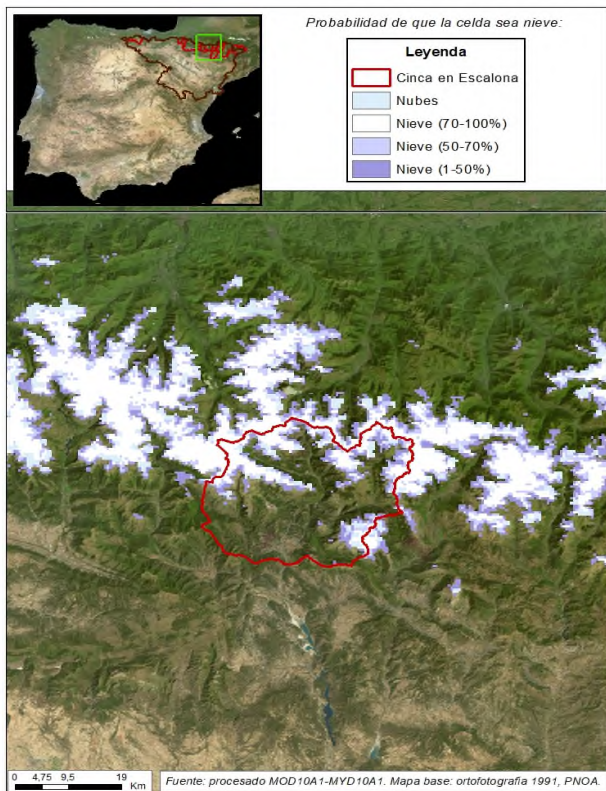 Probabilidad de que la celda sea nieve:
Leyenda
Cinca en Escalona
Nubes
Nieve (70-100%)
Nieve (50-70%)
Nieve (1-50%)
0 4,75 9,5 19
Km
Fuente: procesado MOD10A1-MYD10A1. Mapa base: ortofotografía 1991, PNOA.